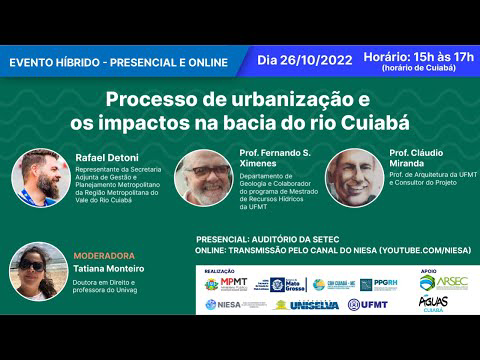 EVENTO HÍBRIDO - PRESENCIAL E ONLINE
Dia 26/10/2022
Horário: 15h às 17h
(horário de Cuiabá)
Processo de urbanização e
os impactos na bacia do rio Cuiabá
Rafael Detoni
Representante da Secretaria
Adjunta de Gestão e
Planejamento Metropolitano
da Região Metropolitana do
Vale do Rio Cuiabá
Prof. Fernando S.
Ximenes
Departamento de
Geologia e Colaborador
do programa de Mestrado
de Recursos Hídricos
da UFMT
Prof. Cláudio
Miranda
Prof. de Arquitetura da UFMT
e Consultor do Projeto
MODERADORA
Tatiana Monteiro
Doutora em Direito e
professora do Univag
PRESENCIAL: AUDITÓRIO DA SETEC
ONLINE: TRANSMISSÃO PELO CANAL DO NIESA (YOUTUBE.COM/NIESA)
REALIZAÇÃO
MPMT
Mato
Grosso
CBH CUIABÁ - ME
PPGRH
NIESA
UNISELVA
UFMT
APOIO
ARSEC
ÁGUAS
CUIABÁ